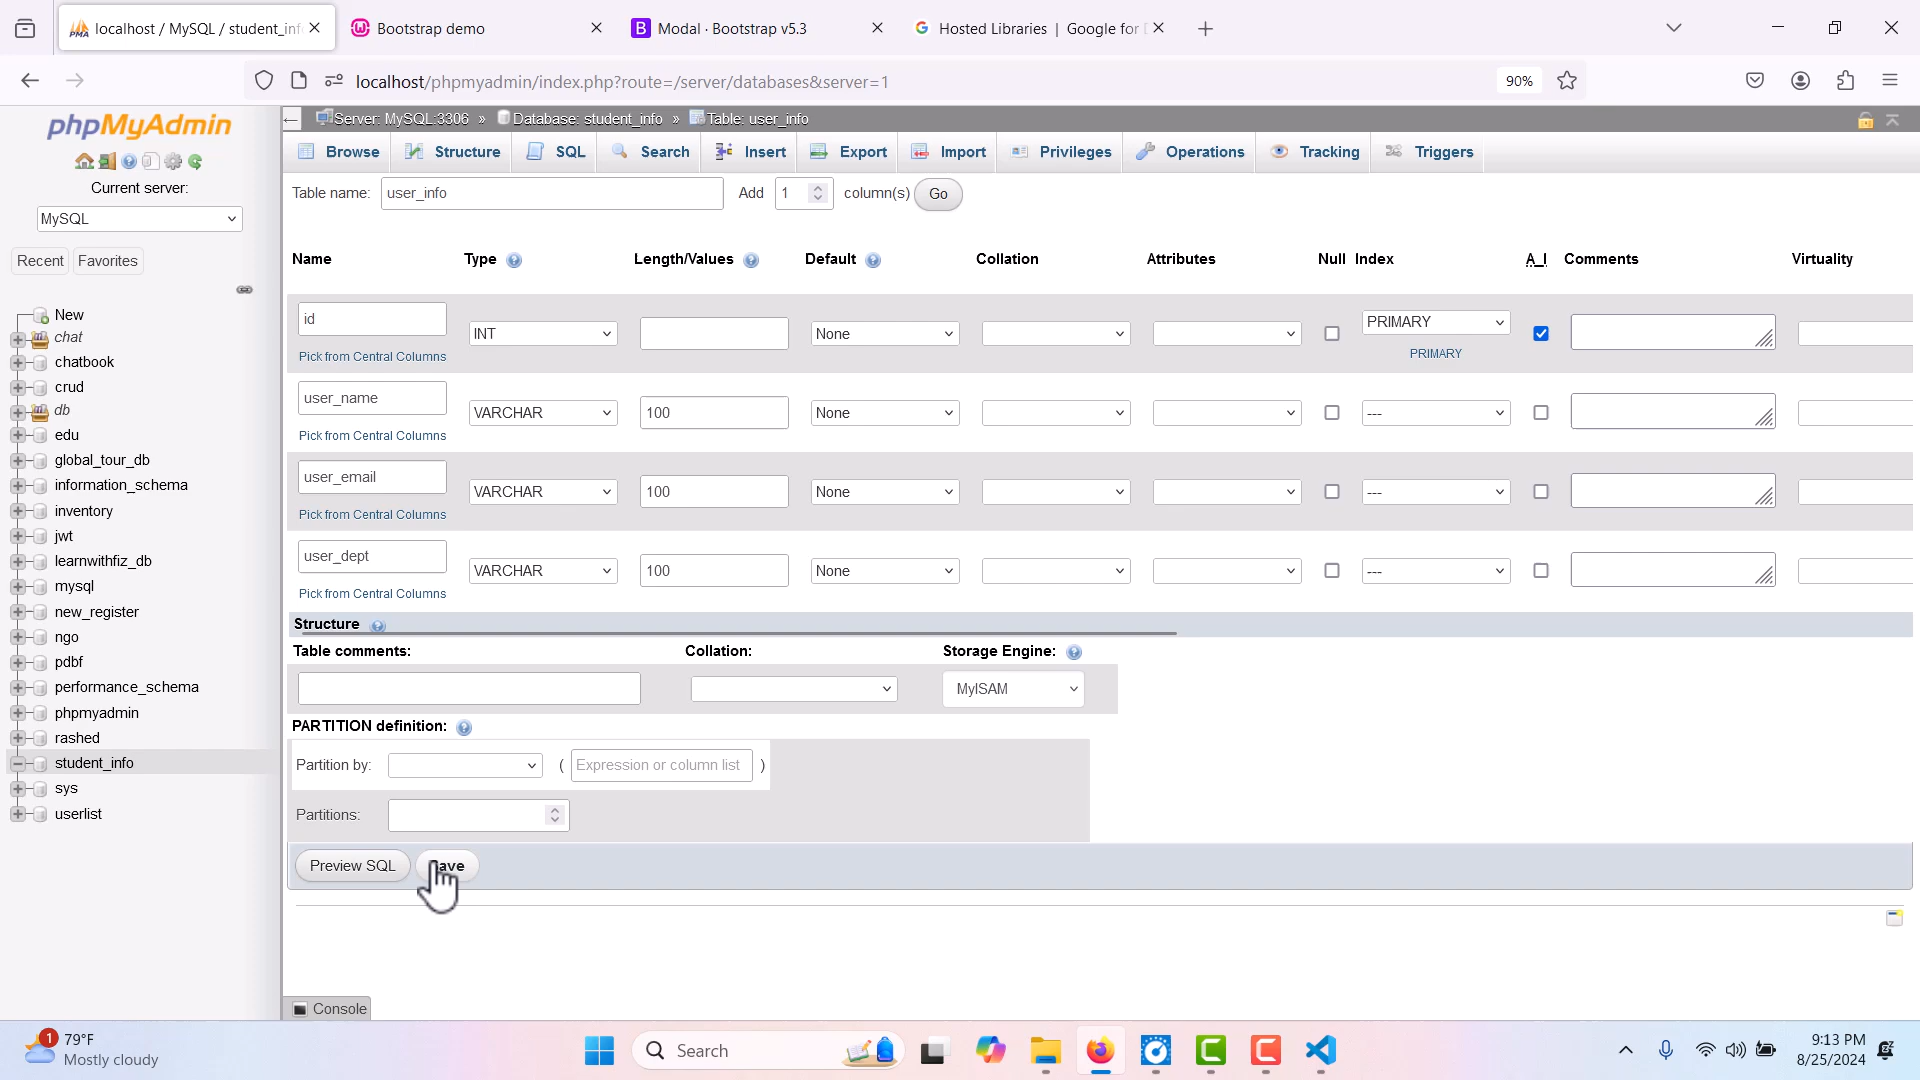 localhost / MySQL / student_inf
Bootstrap demo
Modal · Bootstrap v5.3
Hosted Libraries | Google for D
localhost/phpmyadmin/index.php?route=/server/databases&server=1
90%
phpMyAdmin
Current server:
MySQL
Recent
Favorites
New
chat
chatbook
crud
db
edu
global_tour_db
information_schema
inventory
jwt
learnwithfiz_db
mysql
new_register
ngo
pdbf
performance_schema
phpmyadmin
rashed
student_info
sys
userlist
Server: MySQL:3306 » Database: student_info » Table: user_info
Browse
Structure
SQL
Search
Insert
Export
Import
Privileges
Operations
Tracking
Triggers
Table name: user_info Add 1 column(s) Go
Name Type Length/Values Default Collation Attributes Null Index A_I Comments Virtuality
id INT None PRIMARY
Pick from Central Columns PRIMARY
user_name VARCHAR 100 None ---
Pick from Central Columns
user_email VARCHAR 100 None ---
Pick from Central Columns
user_dept VARCHAR 100 None ---
Pick from Central Columns
Structure
Table comments: Collation: Storage Engine:
MyISAM
PARTITION definition:
Partition by: ( Expression or column list )
Partitions:
Preview SQL
Console
1
79°F
Mostly cloudy
Search
9:13 PM
8/25/2024